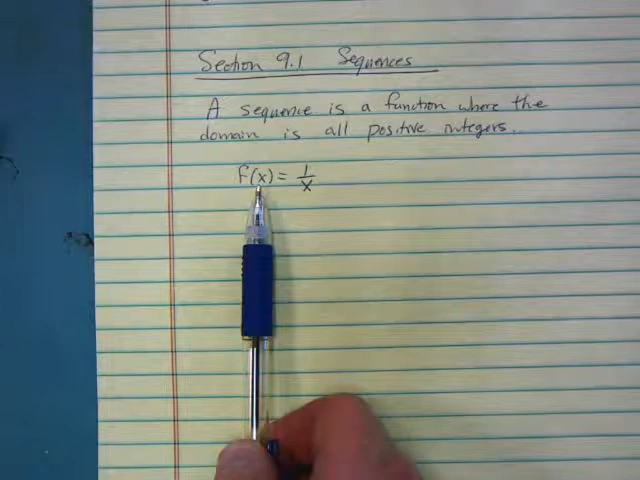 Section 9.1 Sequences
A sequence is a function where the
domain is all positive integers.
f(x) = 1/x